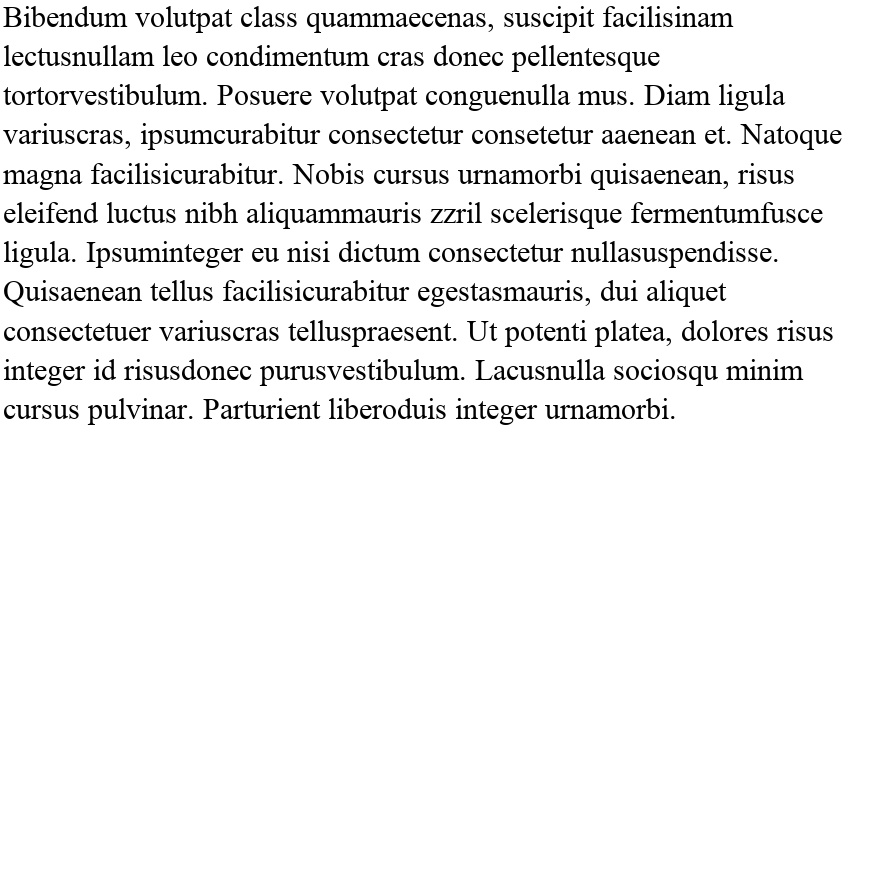 Bibendum volutpat class quammaecenas, suscipit facilisinam
lectusnullam leo condimentum cras donec pellentesque
tortorvestibulum. Posuere volutpat conguenulla mus. Diam ligula
variuscras, ipsumcurabitur consectetur consetetur aaenean et. Natoque
magna facilisicurabitur. Nobis cursus urnamorbi quisaenean, risus
eleifend luctus nibh aliquammauris zzril scelerisque fermentumfusce
ligula. Ipsuminteger eu nisi dictum consectetur nullasuspendisse.
Quisaenean tellus facilisicurabitur egestasmauris, dui aliquet
consectetuer variuscras telluspraesent. Ut potenti platea, dolores risus
integer id risusdonec purusvestibulum. Lacusnulla sociosqu minim
cursus pulvinar. Parturient liberoduis integer urnamorbi.